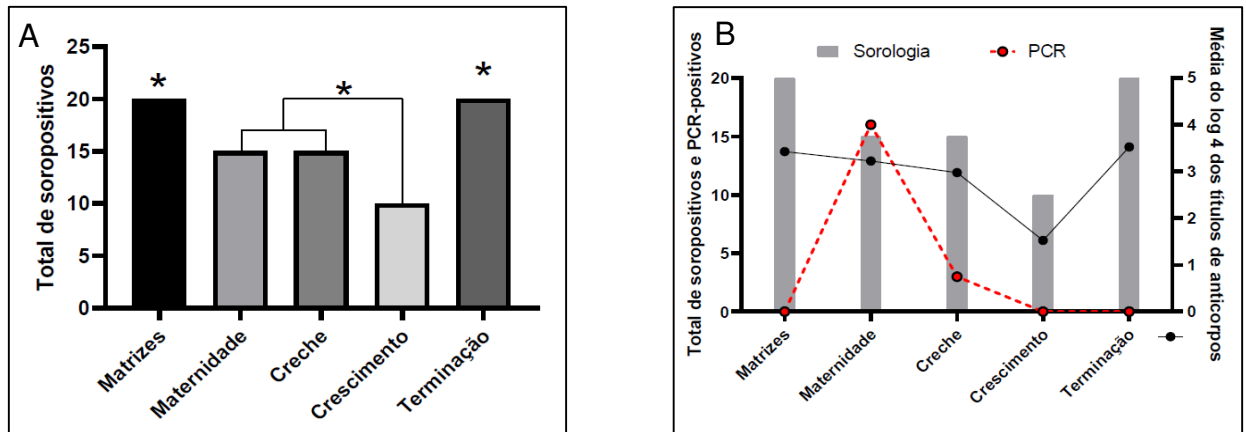 A
Total de soropositivos
25
20
15
10
5
0
*
*
*
Matrizes
Maternidade
Creche
Crescimento
Terminação
B
Sorologia
PCR
Total de soropositivos e PCR-positivos
20
15
10
5
0
5
4
3
2
1
0
Média do log 4 dos títulos de anticorpos
Matrizes
Maternidade
Creche
Crescimento
Terminação